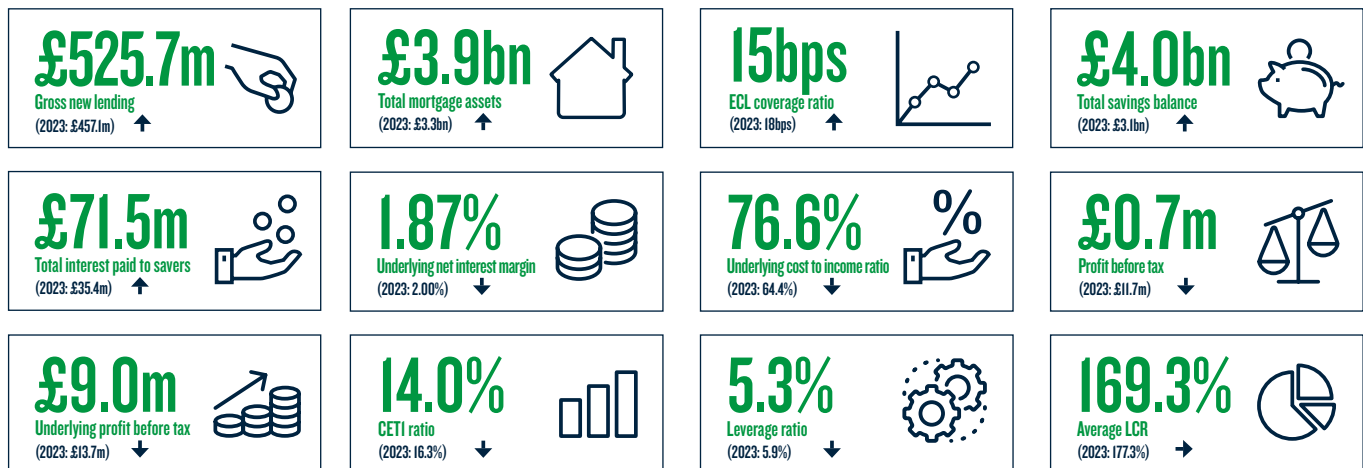 £525.7m
Gross new lending
(2023: £457.1m)
£3.9bn
Total mortgage assets
(2023: £3.3bn)
15bps
ECL coverage ratio
(2023: 18bps)
£4.0bn
Total savings balance
(2023: £3.1bn)
£71.5m
Total interest paid to savers
(2023: £35.4m)
1.87%
Underlying net interest margin
(2023: 2.00%)
76.6%
Underlying cost to income ratio
(2023: 64.4%)
%
£0.7m
Profit before tax
(2023: £11.7m)
£9.0m
Underlying profit before tax
(2023: £13.7m)
14.0%
CET1 ratio
(2023: 16.3%)
5.3%
Leverage ratio
(2023: 5.9%)
169.3%
Average LCR
(2023: 177.3%)